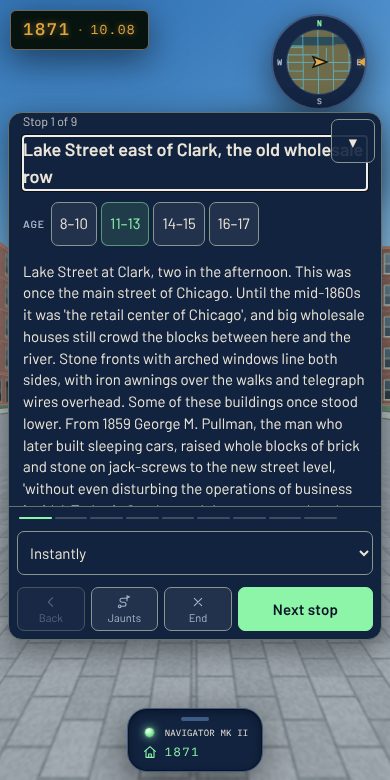 1871 · 10.08
N
W
E
S
Stop 1 of 9
Lake Street east of Clark, the old wholesale
row
▼
AGE 8–10 11–13 14–15 16–17
Lake Street at Clark, two in the afternoon. This was
once the main street of Chicago. Until the mid-1860s
it was 'the retail center of Chicago', and big wholesale
houses still crowd the blocks between here and the
river. Stone fronts with arched windows line both
sides, with iron awnings over the walks and telegraph
wires overhead. Some of these buildings once stood
lower. From 1859 George M. Pullman, the man who
later built sleeping cars, raised whole blocks of brick
and stone on jack-screws to the new street level,
'without even disturbing the operations of business
Instantly
Back
Jaunts
End
Next stop
NAVIGATOR MK II
1871